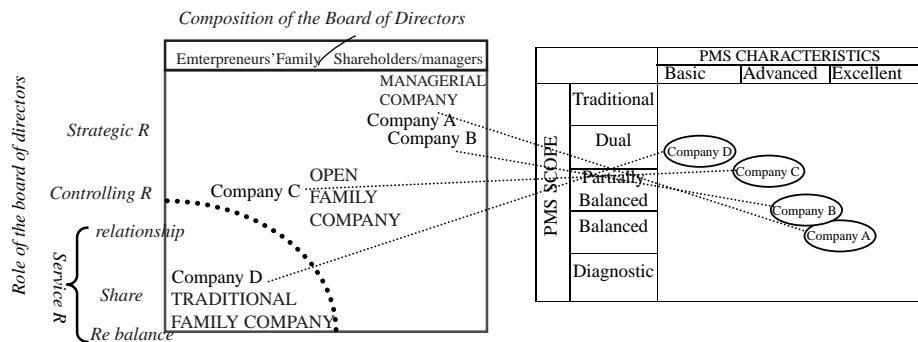 Composition of the Board of Directors
Emterpreneurs'Family Shareholders/managers
MANAGERIAL
COMPANY
Company A
Company B
Strategic R
Controlling R
Company C
OPEN
FAMILY
COMPANY
relationship
Company D
TRADITIONAL
FAMILY COMPANY
Share
Re balance
Service R
Role of the board of directors
PMS CHARACTERISTICS
Basic Advanced Excellent
PMS SCOPE
Traditional
Dual
Partially
Balanced
Balanced
Diagnostic
Company D
Company C
Company B
Company A